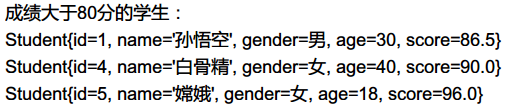 成绩大于80分的学生：
Student{id=1, name='孙悟空', gender=男, age=30, score=86.5}
Student{id=4, name='白骨精', gender=女, age=40, score=90.0}
Student{id=5, name='嫦娥', gender=女, age=18, score=96.0}